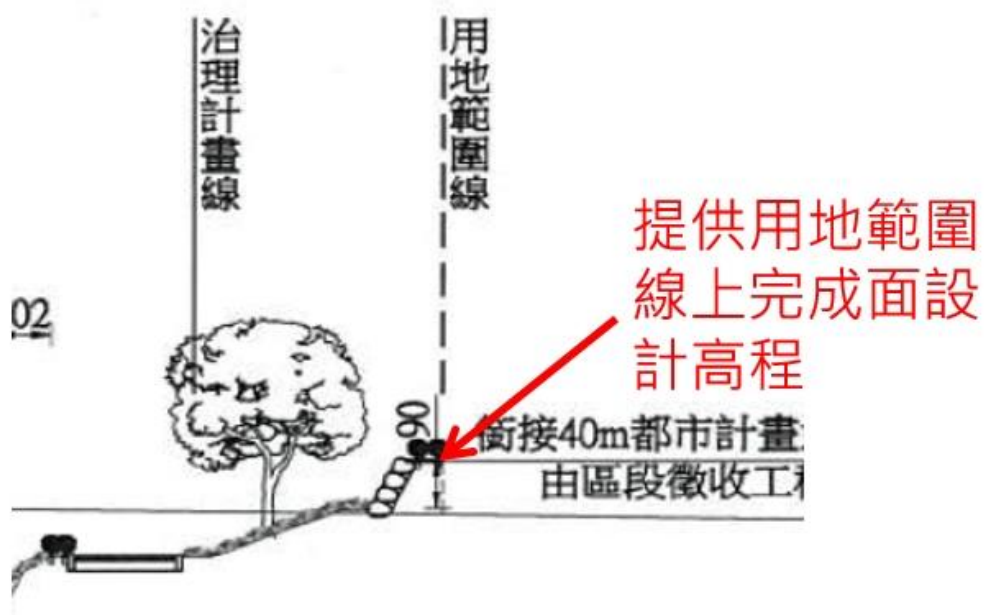 治理計畫線
用地範圍線
提供用地範圍
線上完成面設
計高程
02
90
銜接40m都市計畫
由區段徵收工